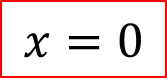 x = 0